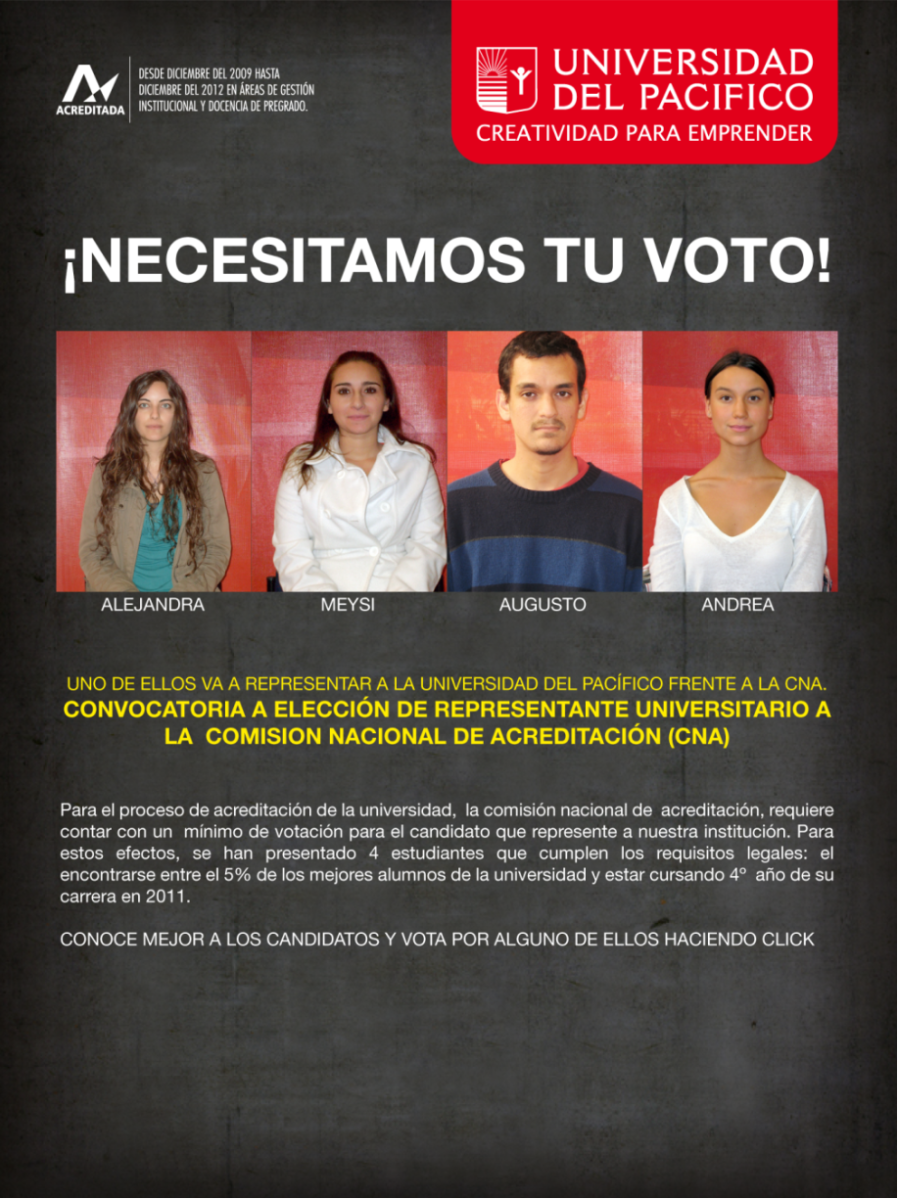 ACREDITADA
DESDE DICIEMBRE DEL 2009 HASTA
DICIEMBRE DEL 2012 EN ÁREAS DE GESTIÓN
INSTITUCIONAL Y DOCENCIA DE PREGRADO.
UNIVERSIDAD
DEL PACIFICO
CREATIVIDAD PARA EMPRENDER
¡NECESITAMOS TU VOTO!
ALEJANDRA
MEYSI
AUGUSTO
ANDREA
UNO DE ELLOS VA A REPRESENTAR A LA UNIVERSIDAD DEL PACÍFICO FRENTE A LA CNA.
CONVOCATORIA A ELECCIÓN DE REPRESENTANTE UNIVERSITARIO A
LA COMISION NACIONAL DE ACREDITACIÓN (CNA)
Para el proceso de acreditación de la universidad, la comisión nacional de acreditación, requiere
contar con un mínimo de votación para el candidato que represente a nuestra institución. Para
estos efectos, se han presentado 4 estudiantes que cumplen los requisitos legales: el
encontrarse entre el 5% de los mejores alumnos de la universidad y estar cursando 4º año de su
carrera en 2011.
CONOCE MEJOR A LOS CANDIDATOS Y VOTA POR ALGUNO DE ELLOS HACIENDO CLICK